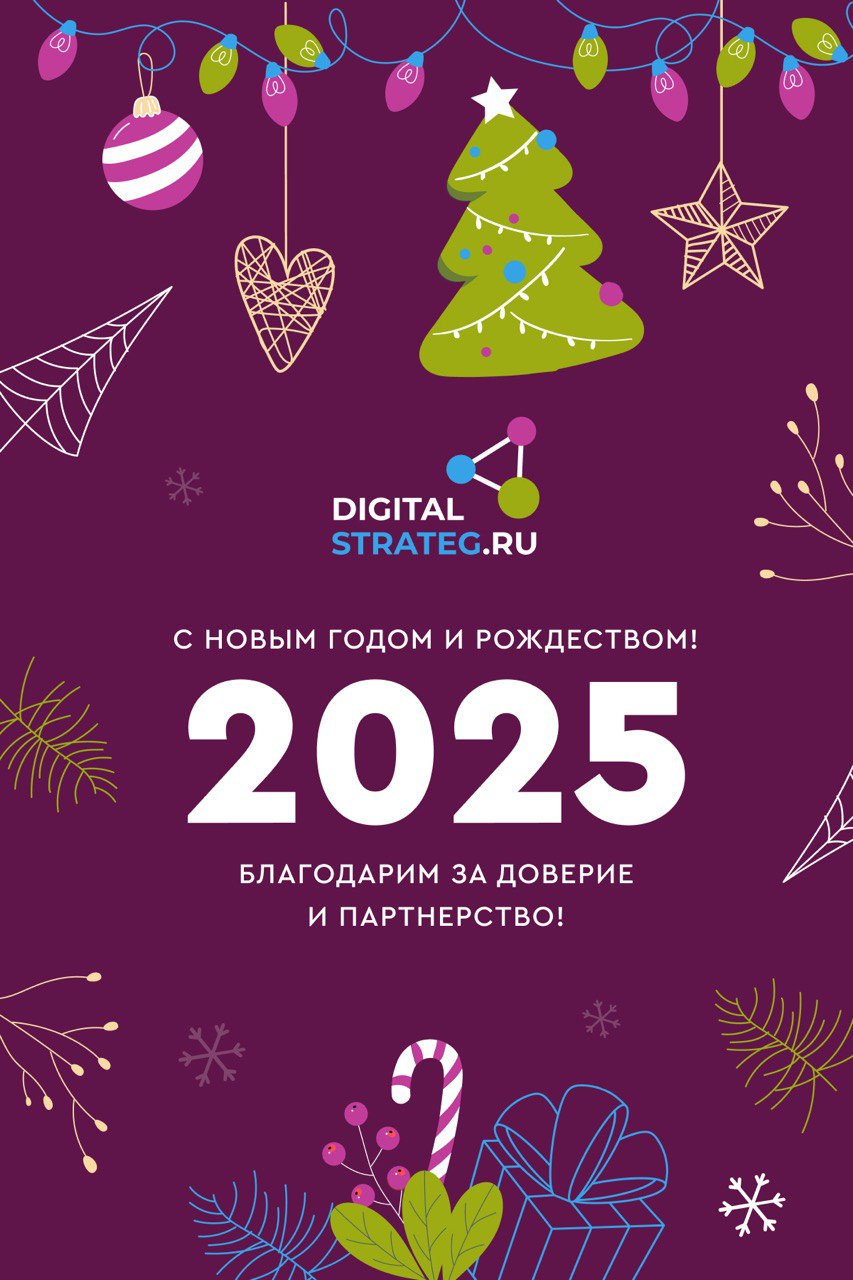 DIGITAL
STRATEG.RU
С НОВЫМ ГОДОМ И РОЖДЕСТВОМ!
2025
БЛАГОДАРИМ ЗА ДОВЕРИЕ
И ПАРТНЕРСТВО!